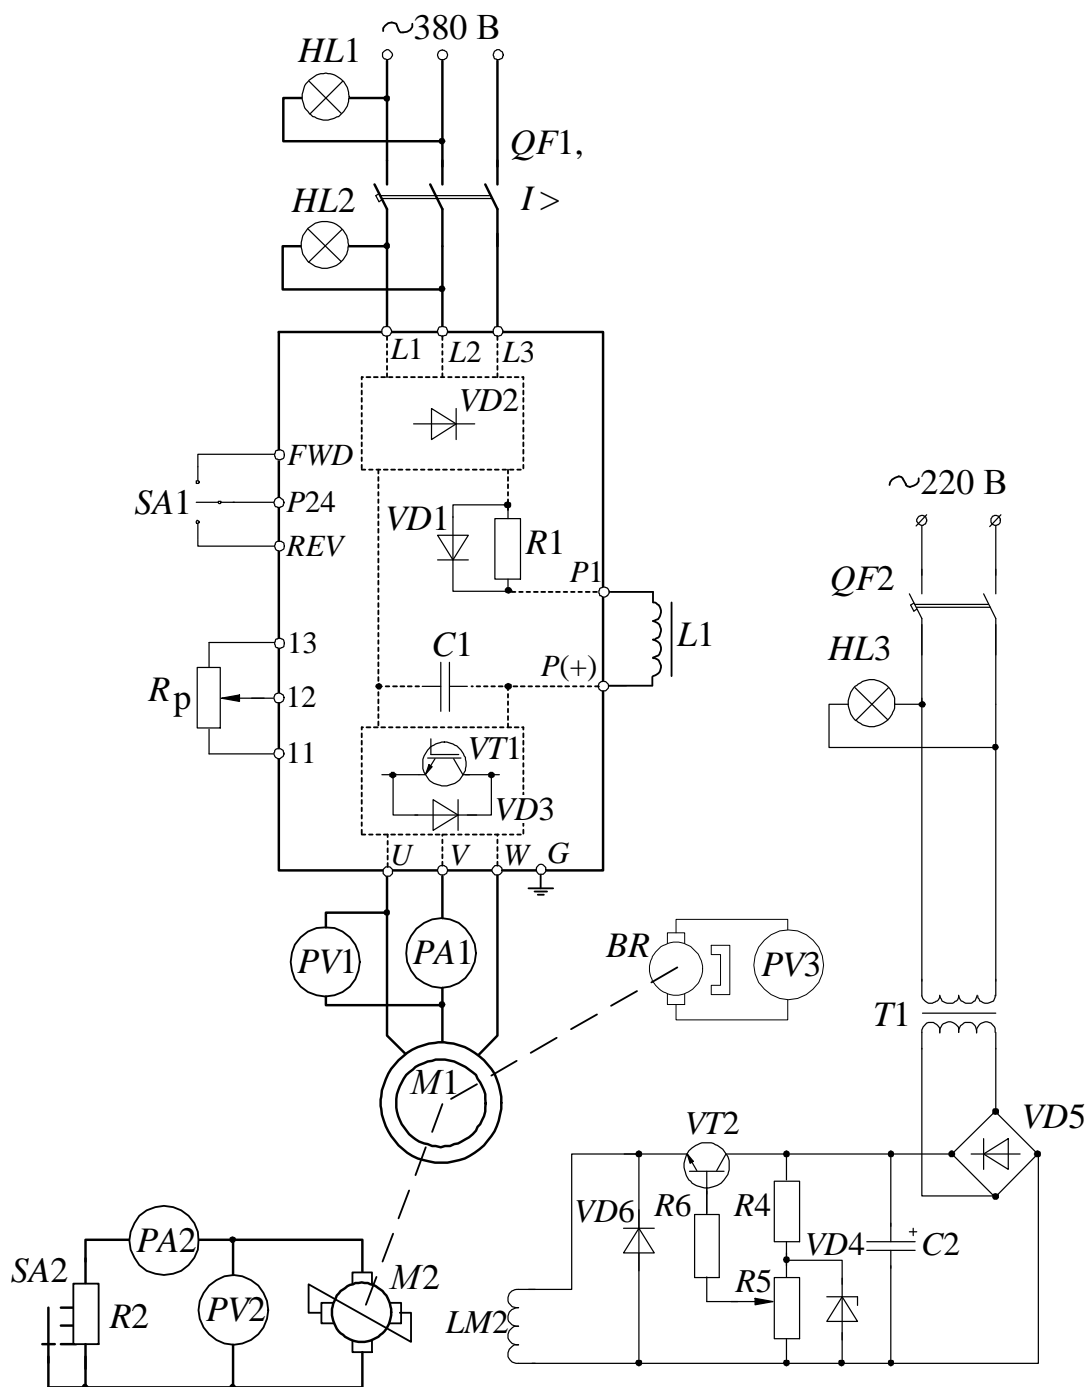 ~380 В
HL1
QF1,
I >
HL2
L1 L2 L3
VD2
FWD
SA1 P24
REV
VD1
R1
P1
L1
13
C1
P(+)
Rp 12
11
VT1
VD3
U V W G
PV1 PA1
BR PV3
M1
~220 В
QF2
HL3
T1
VD5
VT2
VD6 R6 R4
VD4 + C2
R5
LM2
PA2
SA2
R2 PV2 M2